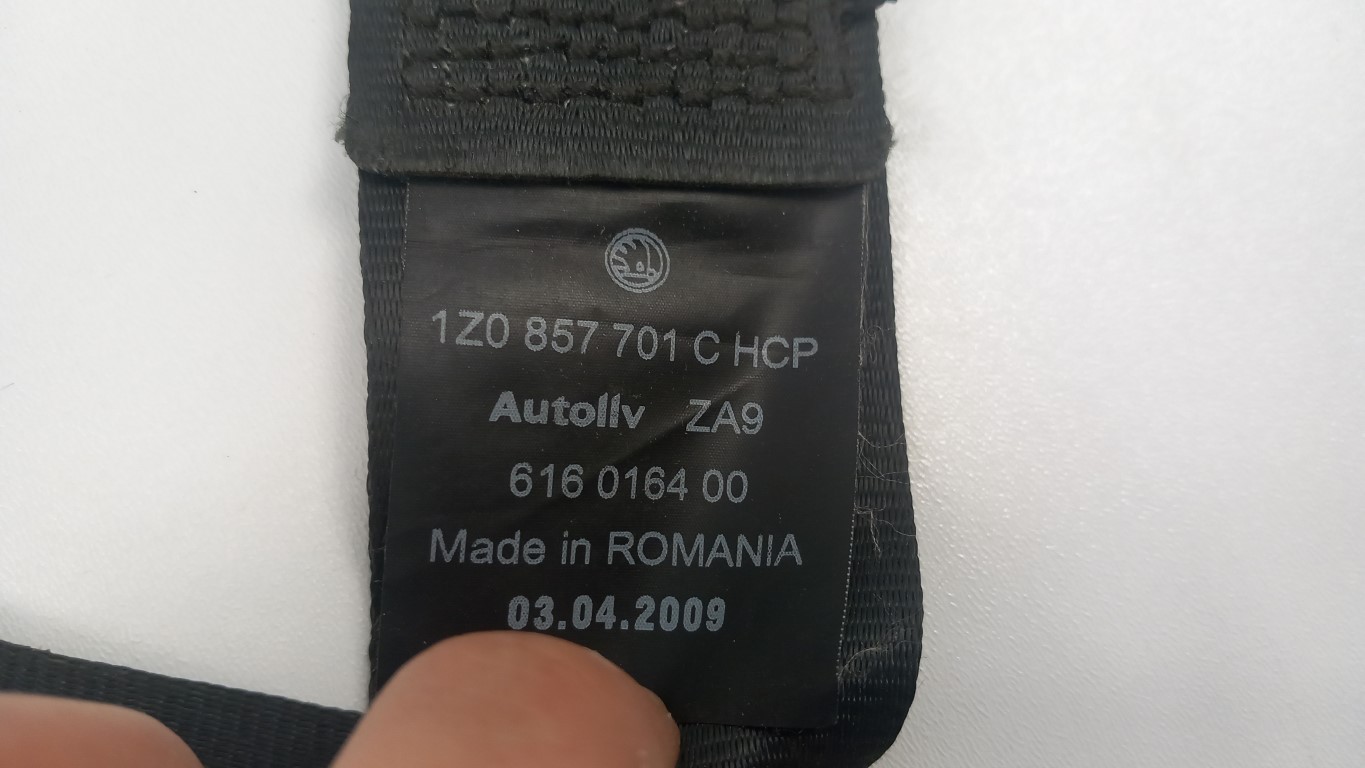 1Z0 857 701 C HCP
Autoliv ZA9
616 0164 00
Made in ROMANIA
03.04.2009